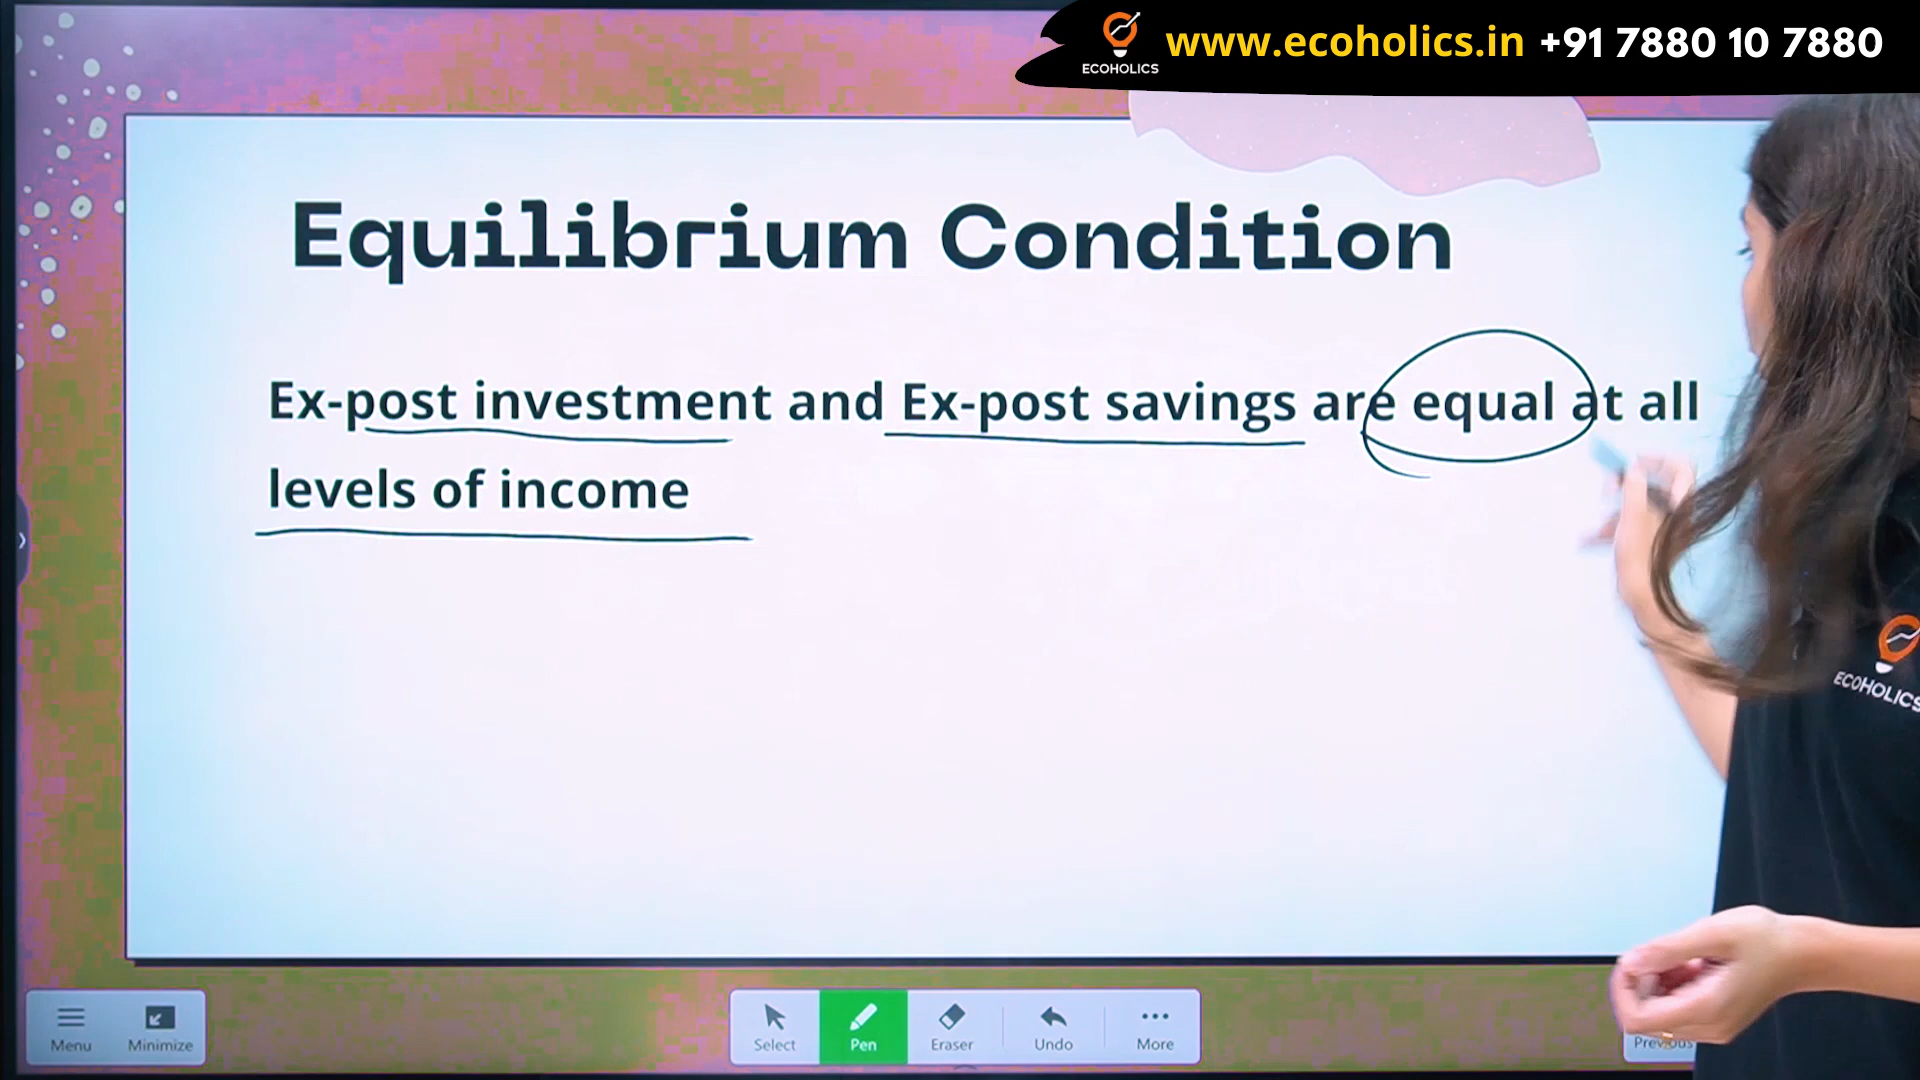 www.ecoholics.in +91 7880 10 7880
ECOHOLICS
Equilibrium Condition
Ex-post investment and Ex-post savings are equal at all
levels of income
ECOHOLICS
Menu
Minimize
Select
Pen
Eraser
Undo
More
Previous